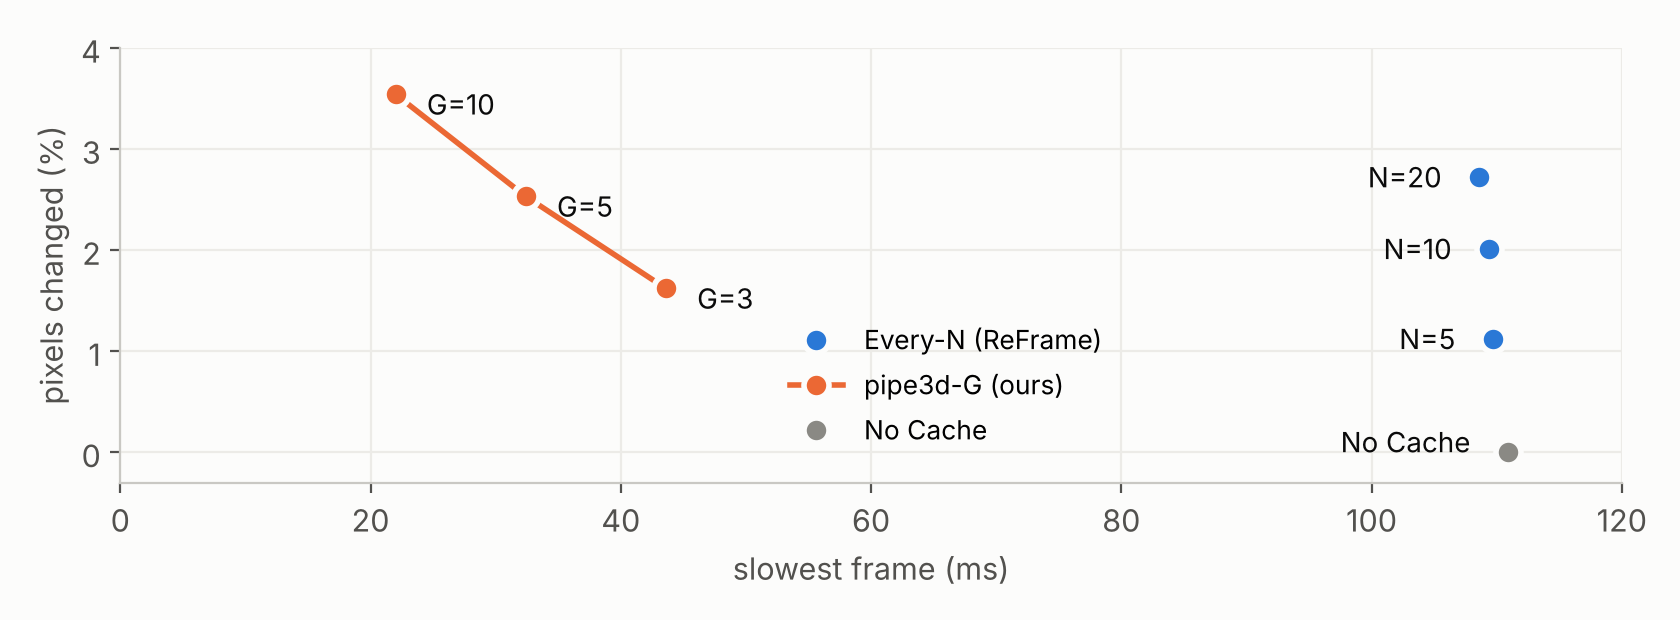 4
3
2
1
0
pixels changed (%)
G=10
G=5
G=3
N=20
N=10
N=5
No Cache
Every-N (ReFrame)
pipe3d-G (ours)
No Cache
0 20 40 60 80 100 120
slowest frame (ms)